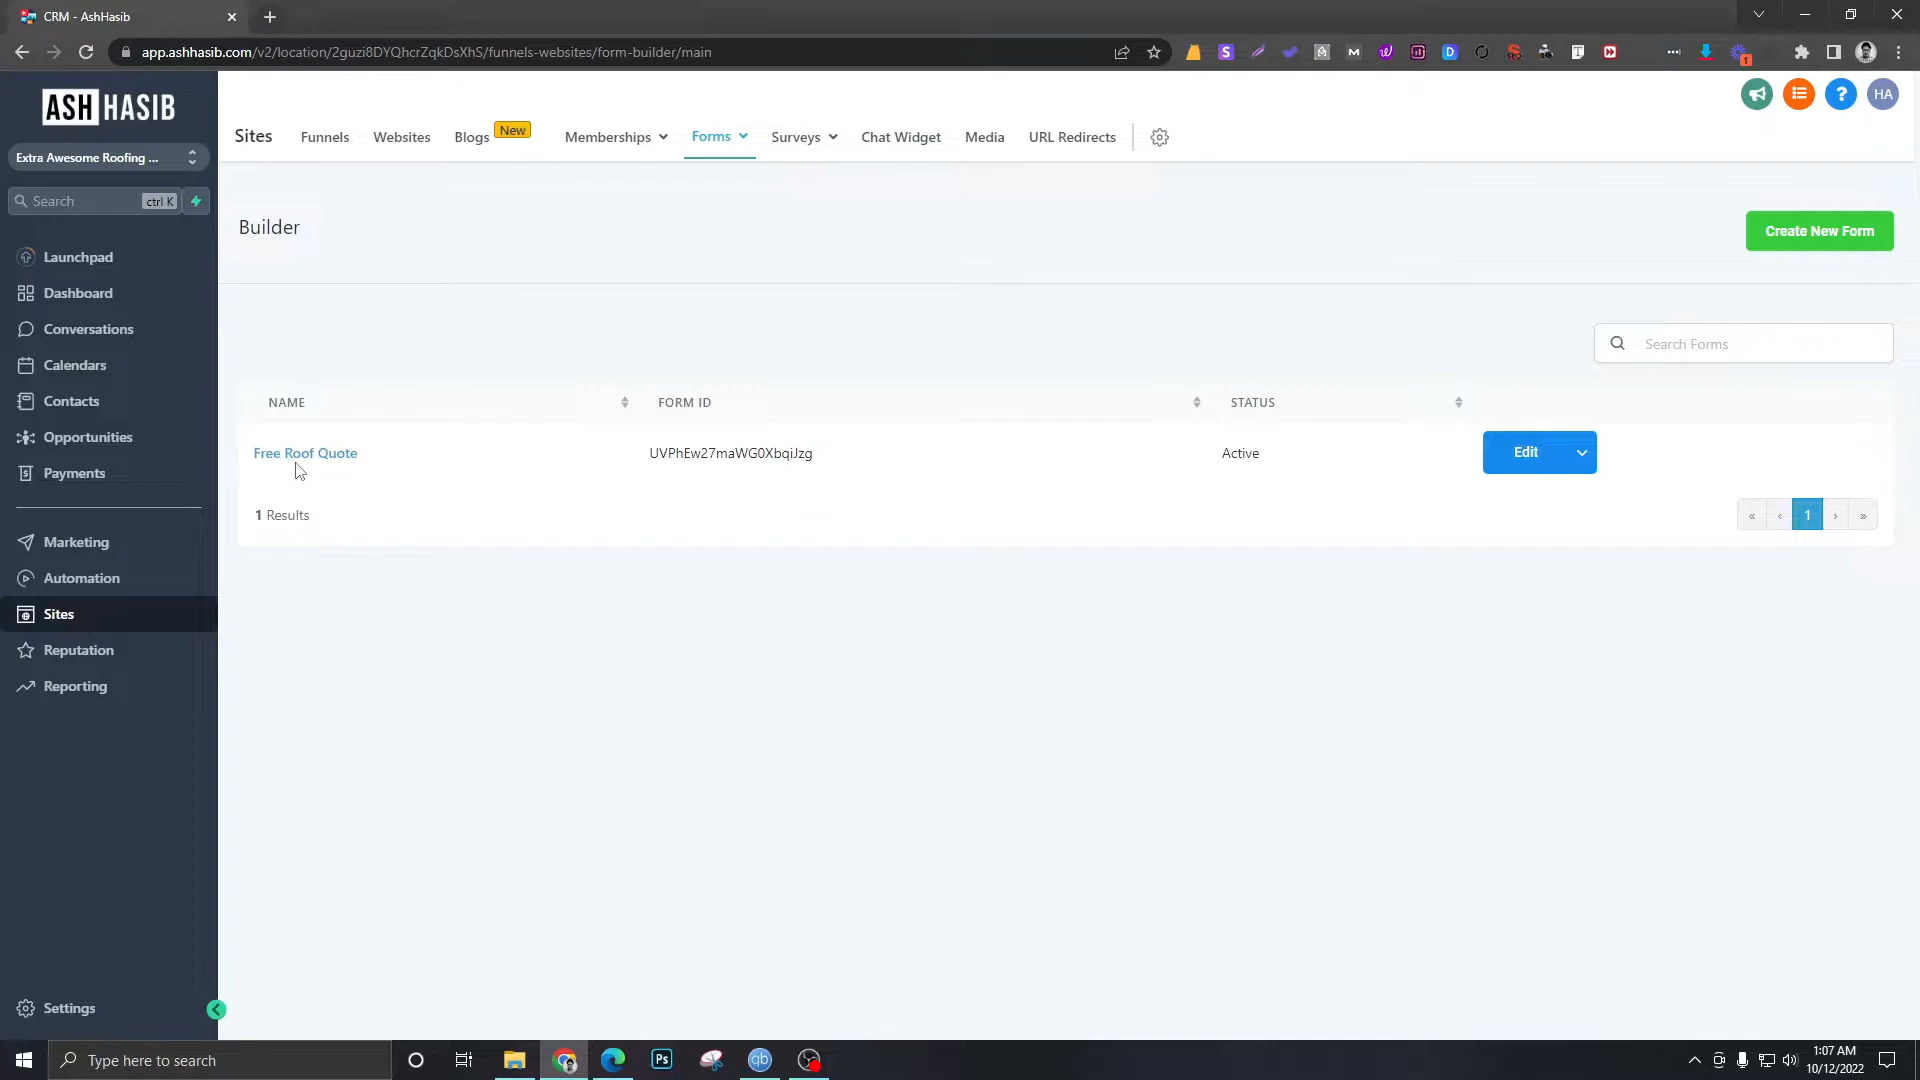 CRM - AshHasib
app.ashhasib.com/v2/location/2guzi8DYQhcrZqkDsXhS/funnels-websites/form-builder/main
ASH HASIB
Extra Awesome Roofing ...
Search
ctrl K
Launchpad
Dashboard
Conversations
Calendars
Contacts
Opportunities
Payments
Marketing
Automation
Sites
Reputation
Reporting
Settings
HA
Sites Funnels Websites Blogs New Memberships Forms Surveys Chat Widget Media URL Redirects
Builder
Create New Form
Search Forms
NAME FORM ID STATUS
Free Roof Quote UVPhEw27maWG0XbqiJzg Active Edit
1 Results
« ‹ 1 › »
Type here to search
Ps
qb
1:07 AM
10/12/2022